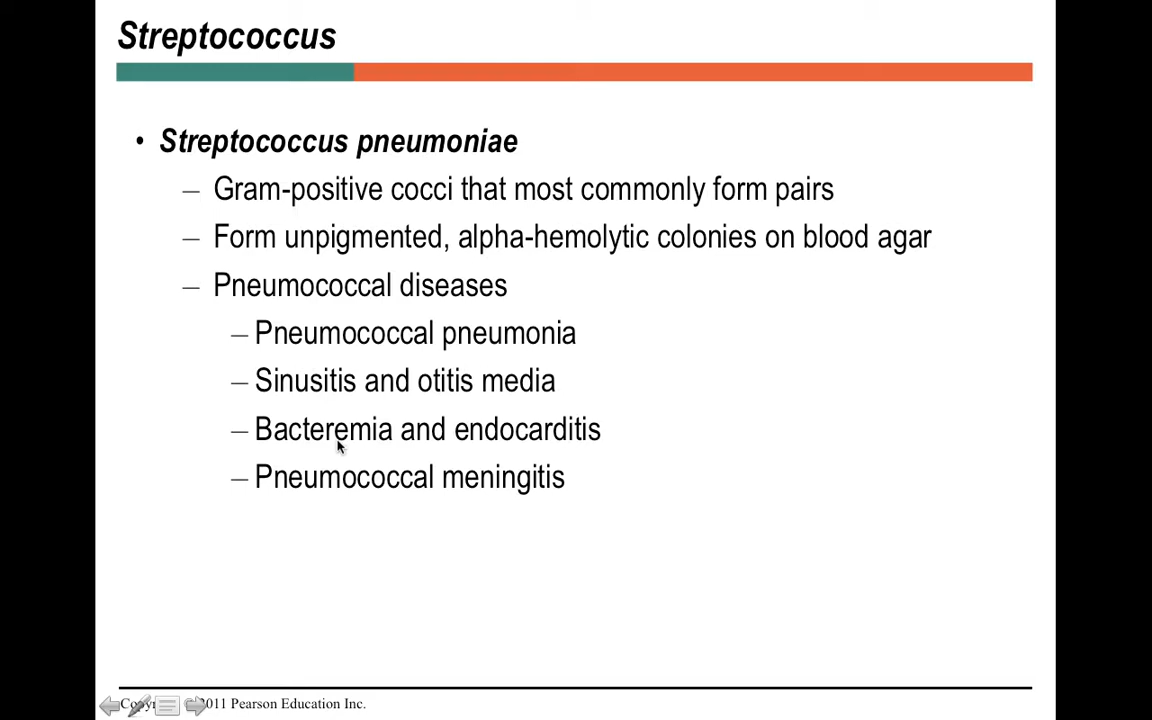 Streptococcus
• Streptococcus pneumoniae
– Gram-positive cocci that most commonly form pairs
– Form unpigmented, alpha-hemolytic colonies on blood agar
– Pneumococcal diseases
– Pneumococcal pneumonia
– Sinusitis and otitis media
– Bacteremia and endocarditis
– Pneumococcal meningitis
2011 Pearson Education Inc.